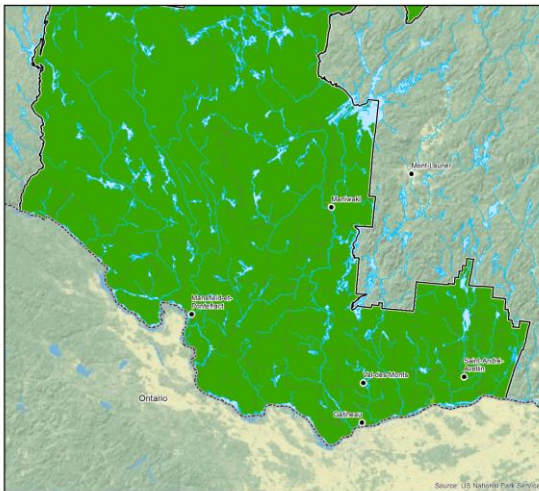 Mont-Laurier
Maniwaki
Mansfield-et-
Pontefract
Saint-André-
Avellin
Val-des-Monts
Ontario
Gatineau
Source: US National Park Service